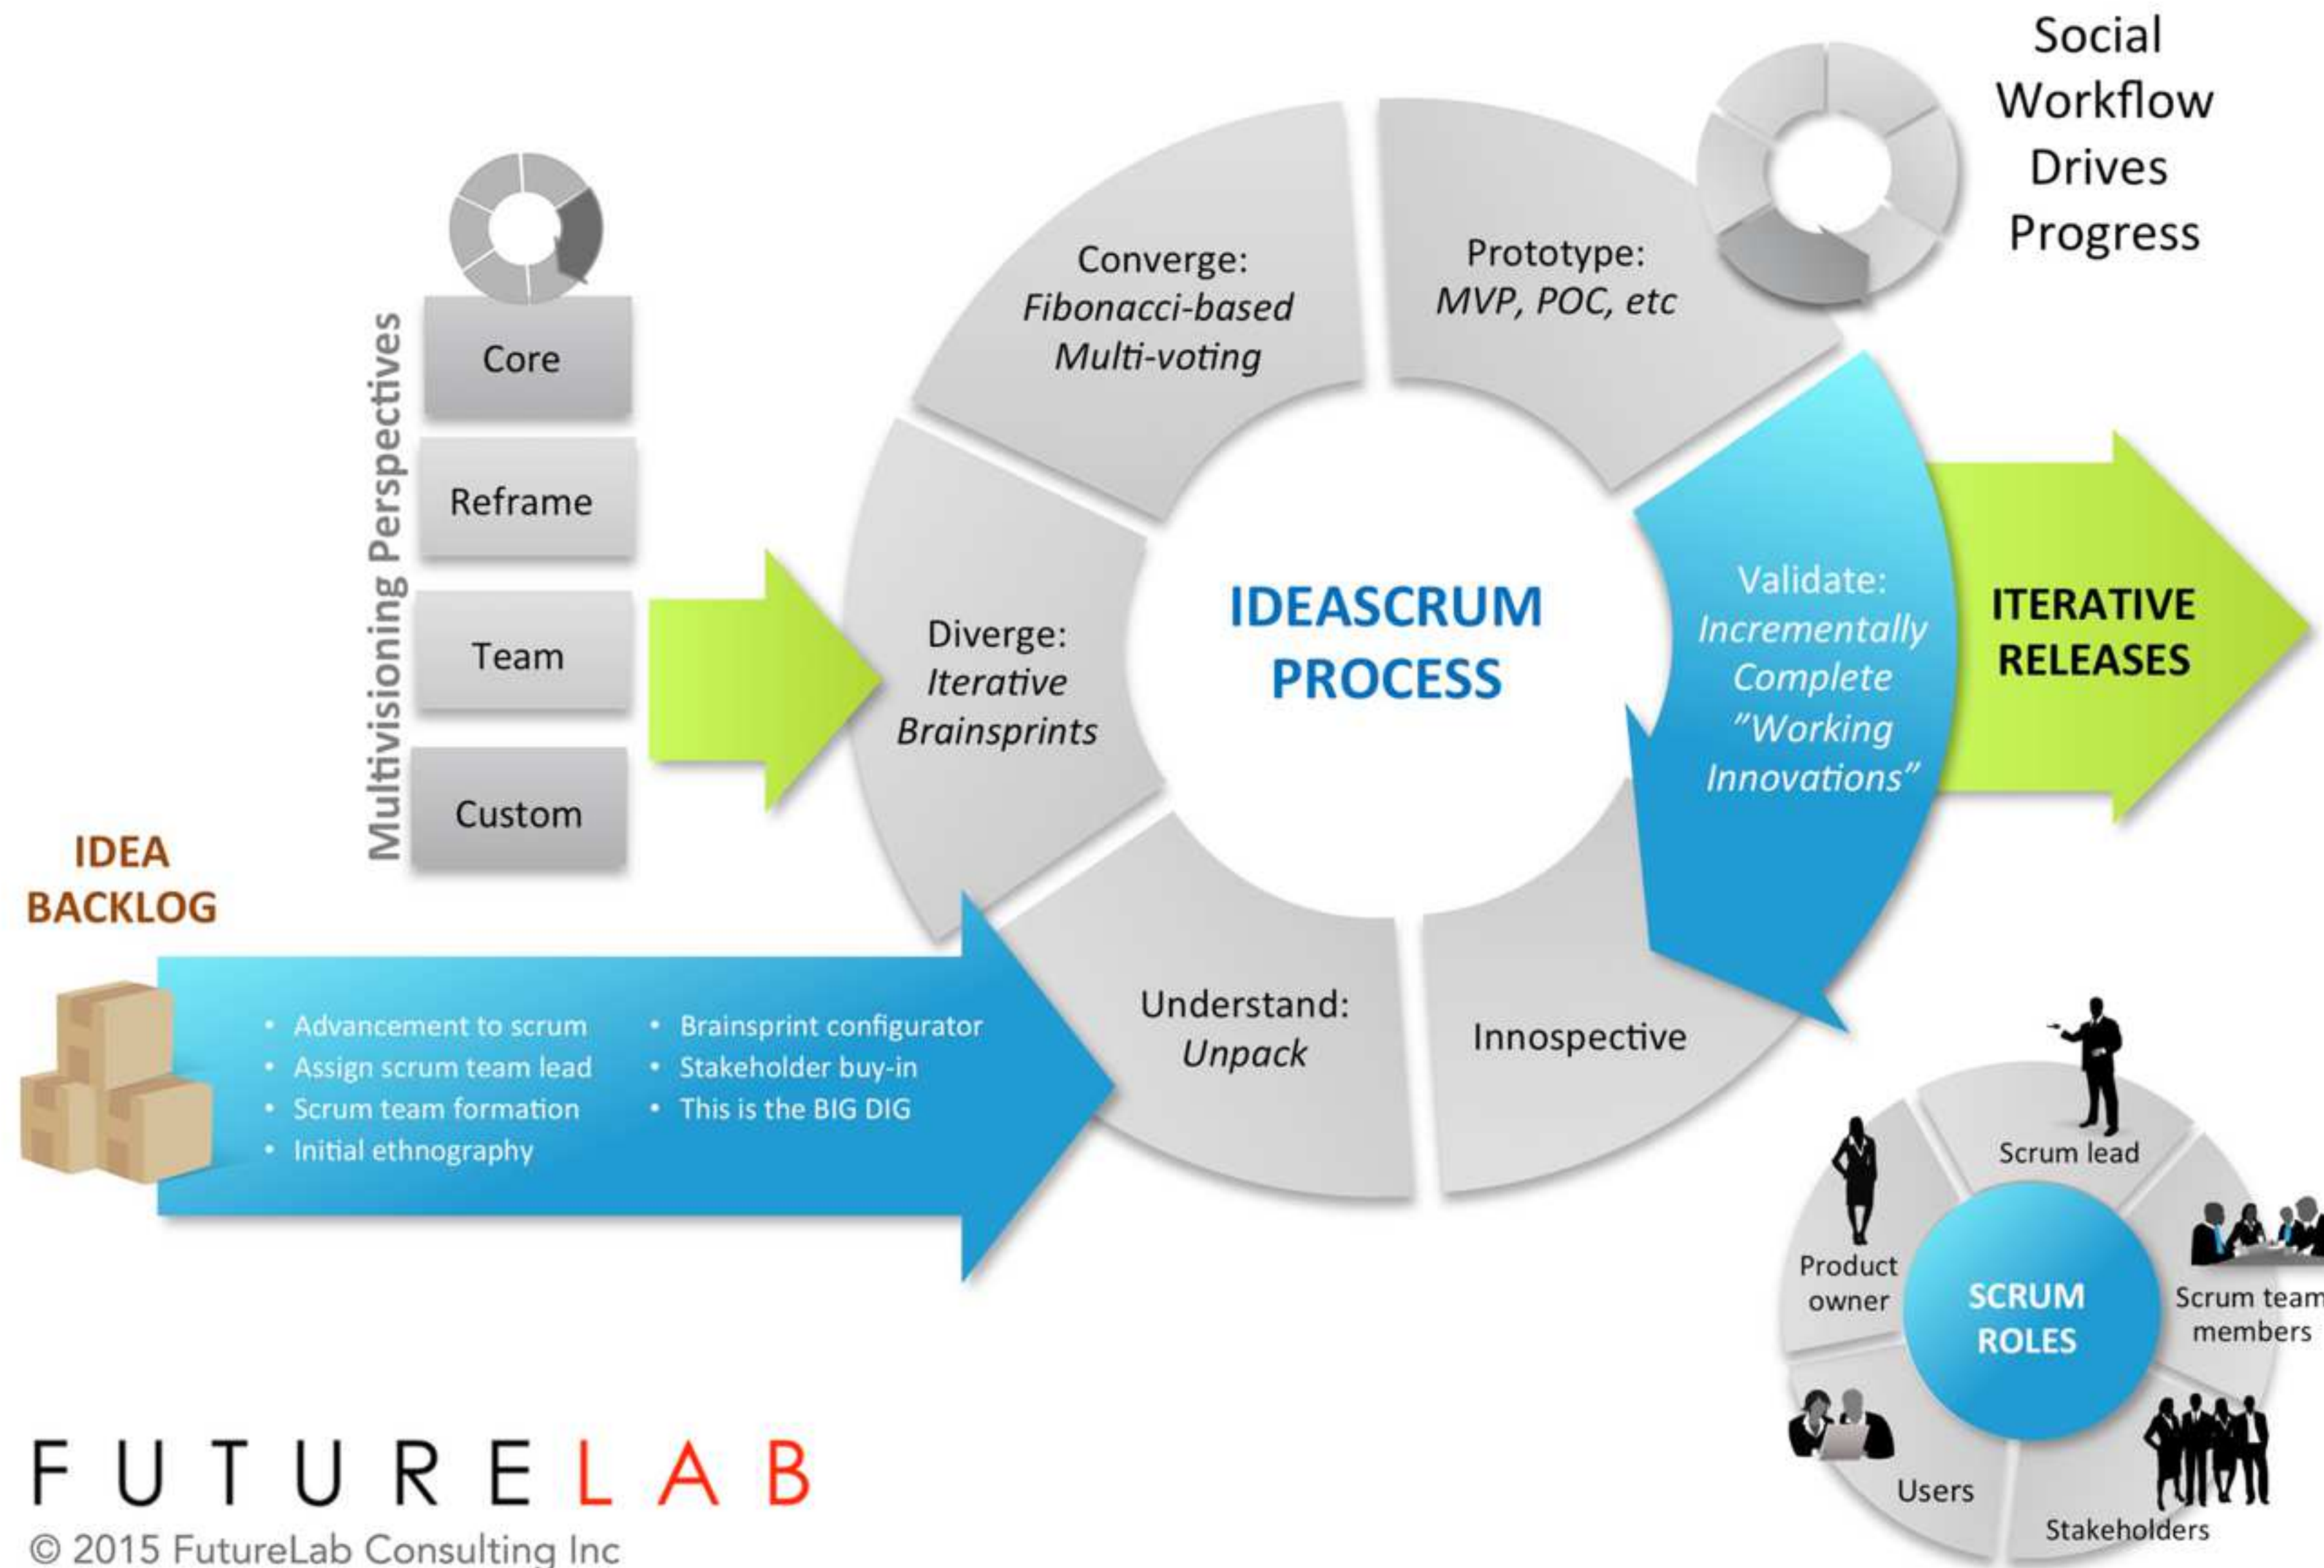 Social
Workflow
Drives
Progress
Multivisioning Perspectives
Core
Reframe
Team
Custom
Converge:
Fibonacci-based
Multi-voting
Prototype:
MVP, POC, etc
Diverge:
Iterative
Brainsprints
IDEASCRUM
PROCESS
Validate:
Incrementally
Complete
"Working
Innovations"
ITERATIVE
RELEASES
Understand:
Unpack
Innospective
IDEA
BACKLOG
• Advancement to scrum
• Assign scrum team lead
• Scrum team formation
• Initial ethnography
• Brainsprint configurator
• Stakeholder buy-in
• This is the BIG DIG
Scrum lead
Product
owner
SCRUM
ROLES
Scrum team
members
Users
Stakeholders
FUTURELAB
© 2015 FutureLab Consulting Inc